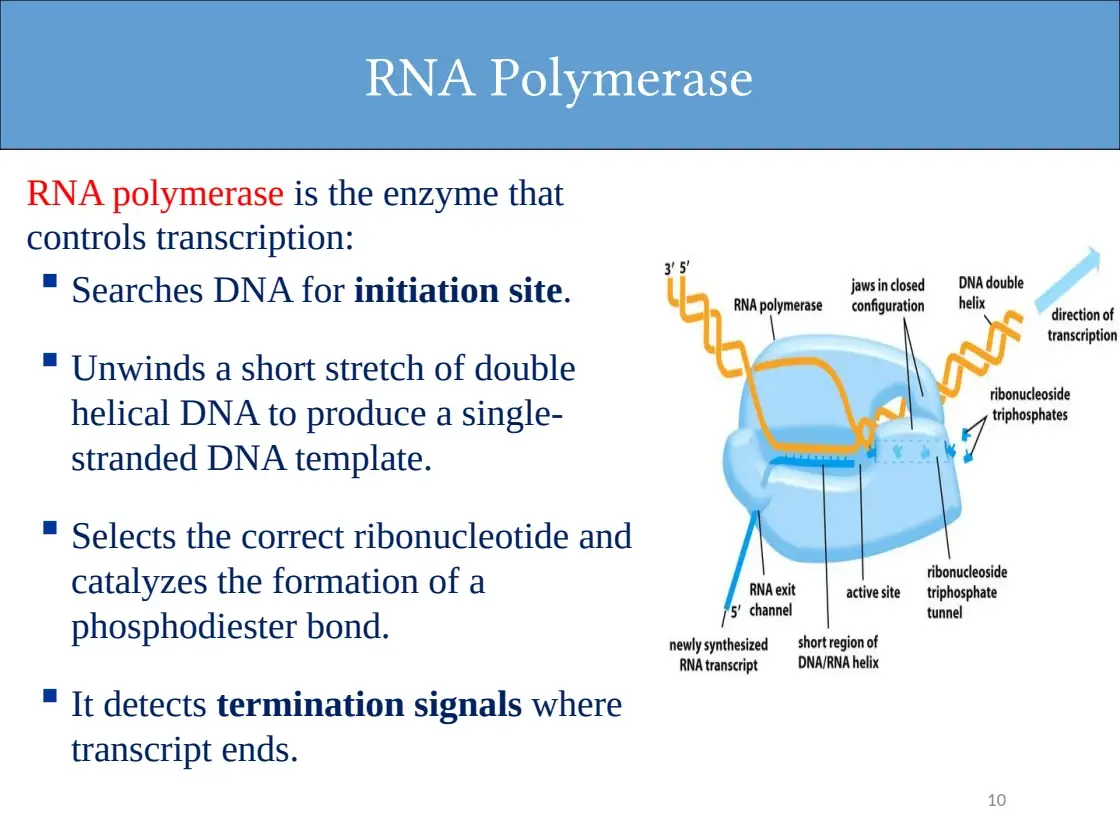 RNA Polymerase
RNA polymerase is the enzyme that
controls transcription:
▪ Searches DNA for initiation site.
▪ Unwinds a short stretch of double
helical DNA to produce a single-
stranded DNA template.
▪ Selects the correct ribonucleotide and
catalyzes the formation of a
phosphodiester bond.
▪ It detects termination signals where
transcript ends.
3′ 5′
RNA polymerase
jaws in closed
configuration
DNA double
helix
direction of
transcription
ribonucleoside
triphosphates
RNA exit
channel
5′
active site
ribonucleoside
triphosphate
tunnel
newly synthesized
RNA transcript
short region of
DNA/RNA helix
10